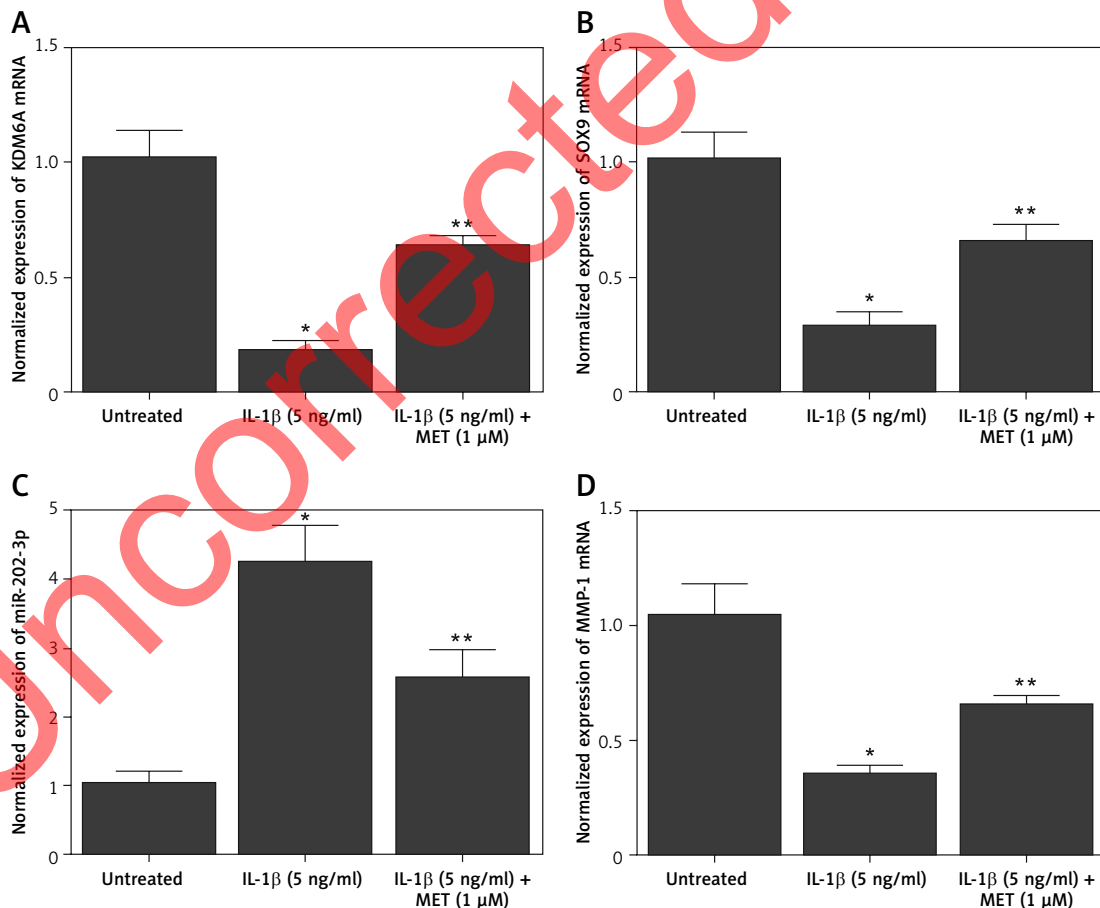 A
Normalized expression of KDM6A mRNA
1.5
1.0
0.5
0
*
**
Untreated
IL-1β (5 ng/ml)
IL-1β (5 ng/ml) +
MET (1 µM)
B
Normalized expression of SOX9 mRNA
1.5
1.0
0.5
0
*
**
Untreated
IL-1β (5 ng/ml)
IL-1β (5 ng/ml) +
MET (1 µM)
C
Normalized expression of miR-202-3p
5
4
3
2
1
0
*
**
Untreated
IL-1β (5 ng/ml)
IL-1β (5 ng/ml) +
MET (1 µM)
D
Normalized expression of MMP-1 mRNA
1.5
1.0
0.5
0
*
**
Untreated
IL-1β (5 ng/ml)
IL-1β (5 ng/ml) +
MET (1 µM)
Uncorrected